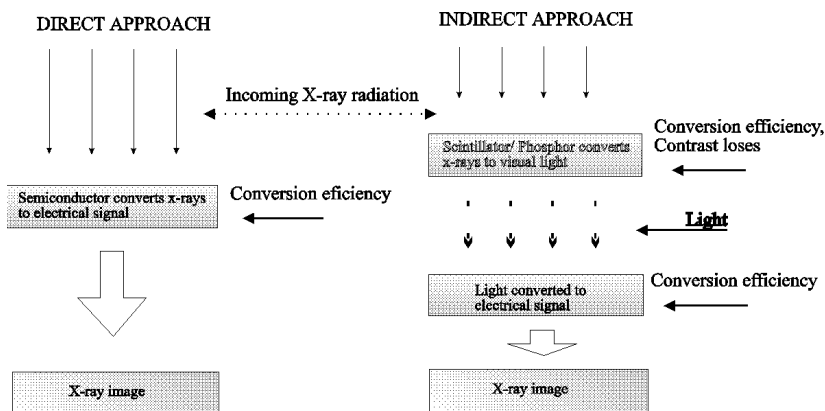 DIRECT APPROACH
INDIRECT APPROACH
Incoming X-ray radiation
Scintillator/ Phosphor converts
x-rays to visual light
Conversion efficiency,
Contrast loses
Semiconductor converts x-rays
to electrical signal
Conversion eficiency
Light
Light converted to
electrical signal
Conversion efficiency
X-ray image
X-ray image